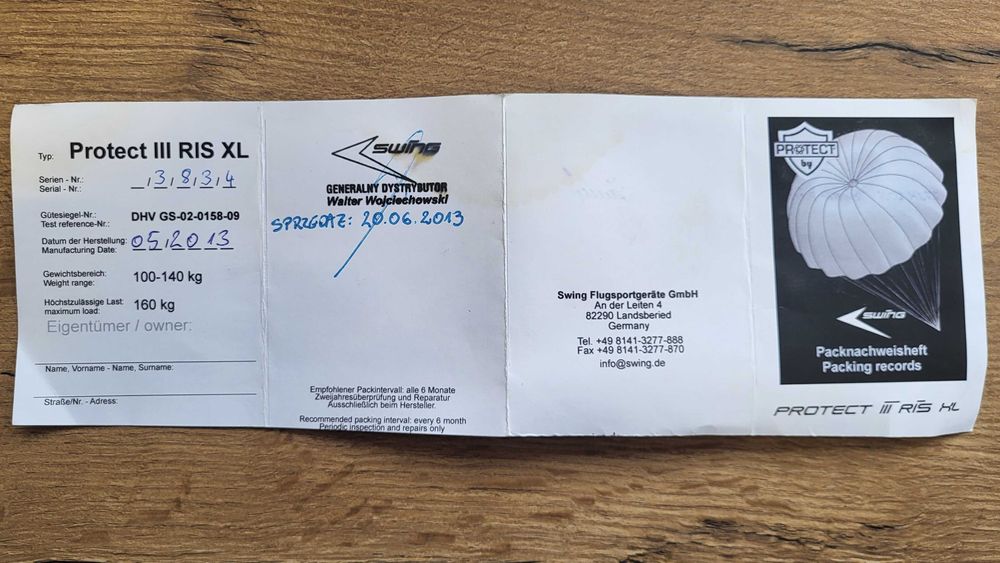 Typ: Protect III RIS XL
Serien - Nr.:
Serial - Nr.: 3 8 3 4
Gütesiegel-Nr.:
Test reference-Nr.: DHV GS-02-0158-09
Datum der Herstellung:
Manufacturing Date: 05.2013
Gewichtsbereich:
Weight range: 100-140 kg
Höchstzulässige Last
maximum load: 160 kg
Eigentümer / owner:
Name, Vorname - Name, Surname:
Straße/Nr. - Adress:
SWING
GENERALNY DYSTRYBUTOR
Walter Wojciechowski
SPRZEDAŻ: 20.06.2013
Empfohlener Packintervall: alle 6 Monate
Zweijahresüberprüfung und Reparatur
Ausschließlich beim Hersteller.
Recommended packing interval: every 6 month
Periodic inspection and repairs only
Swing Flugsportgeräte GmbH
An der Leiten 4
82290 Landsberied
Germany
Tel. +49 8141-3277-888
Fax +49 8141-3277-870
info@swing.de
PROTECT
by
SWING
Packnachweisheft
Packing records
PROTECT III RIS XL